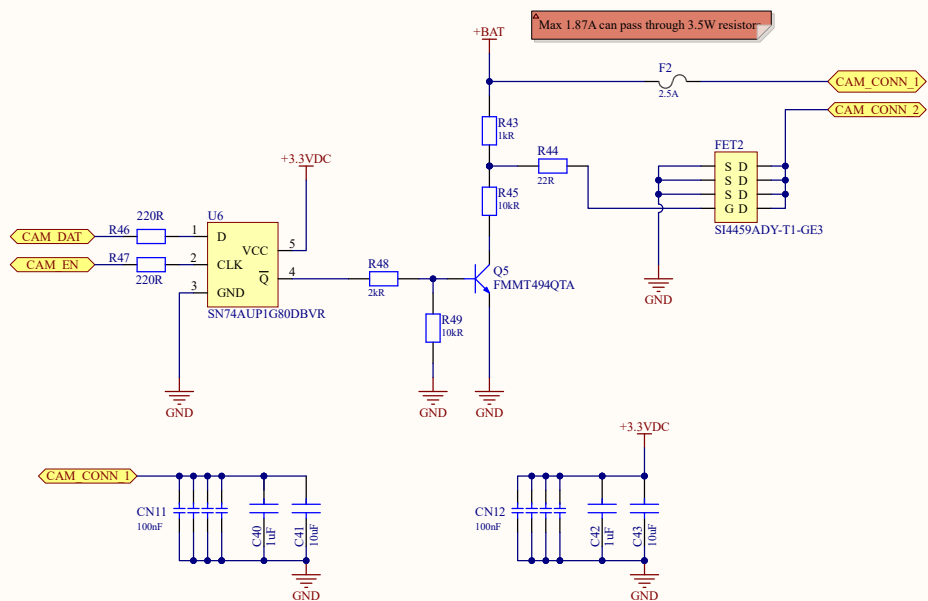 Max 1.87A can pass through 3.5W resistors
+BAT
F2
2.5A
CAM_CONN_1
CAM_CONN_2
R43
1kR
R44
22R
FET2
+3.3VDC
R45
10kR
S D
S D
S D
G D
SI4459ADY-T1-GE3
220R
U6
CAM_DAT
R46
1
D
VCC
5
CAM_EN
R47
2
CLK
Q
4
220R
3
GND
SN74AUP1G80DBVR
R48
2kR
Q5
FMMT494QTA
GND
R49
10kR
GND
GND
GND
+3.3VDC
CAM_CONN_1
CN11
100nF
C40
1uF
C41
10uF
GND
CN12
100nF
C42
1uF
C43
10uF
GND